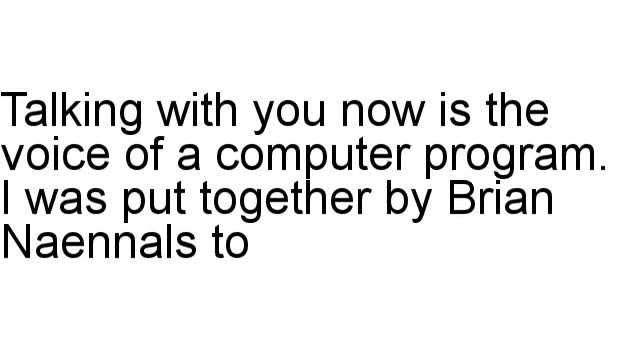 Talking with you now is the
voice of a computer program.
I was put together by Brian
Naennals to